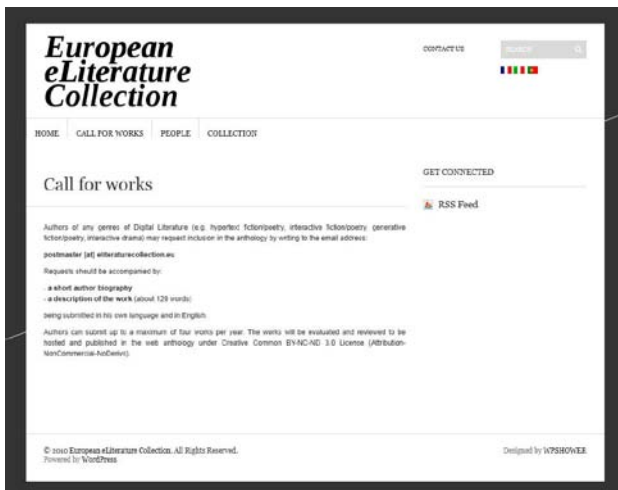 European
eLiterature
Collection
CONTACT US
SEARCH
HOME CALL FOR WORKS PEOPLE COLLECTION
Call for works
GET CONNECTED
RSS Feed
Authors of any genres of Digital Literature (e.g. hypertext fiction/poetry, interactive fiction/poetry, generative
fiction/poetry, interactive drama) may request inclusion in the anthology by writing to the email address:
postmaster [at] eliteraturecollection.eu
Requests should be accompanied by:
- a short author biography
- a description of the work (about 120 words)
being submitted in his own language and in English.
Authors can submit up to a maximum of four works per year. The works will be evaluated and reviewed to be
hosted and published in the web anthology under Creative Common BY-NC-ND 3.0 License (Attribution-
NonCommercial-NoDerivs).
© 2010 European eLiterature Collection. All Rights Reserved.
Powered by WordPress
Designed by WPSHOWER